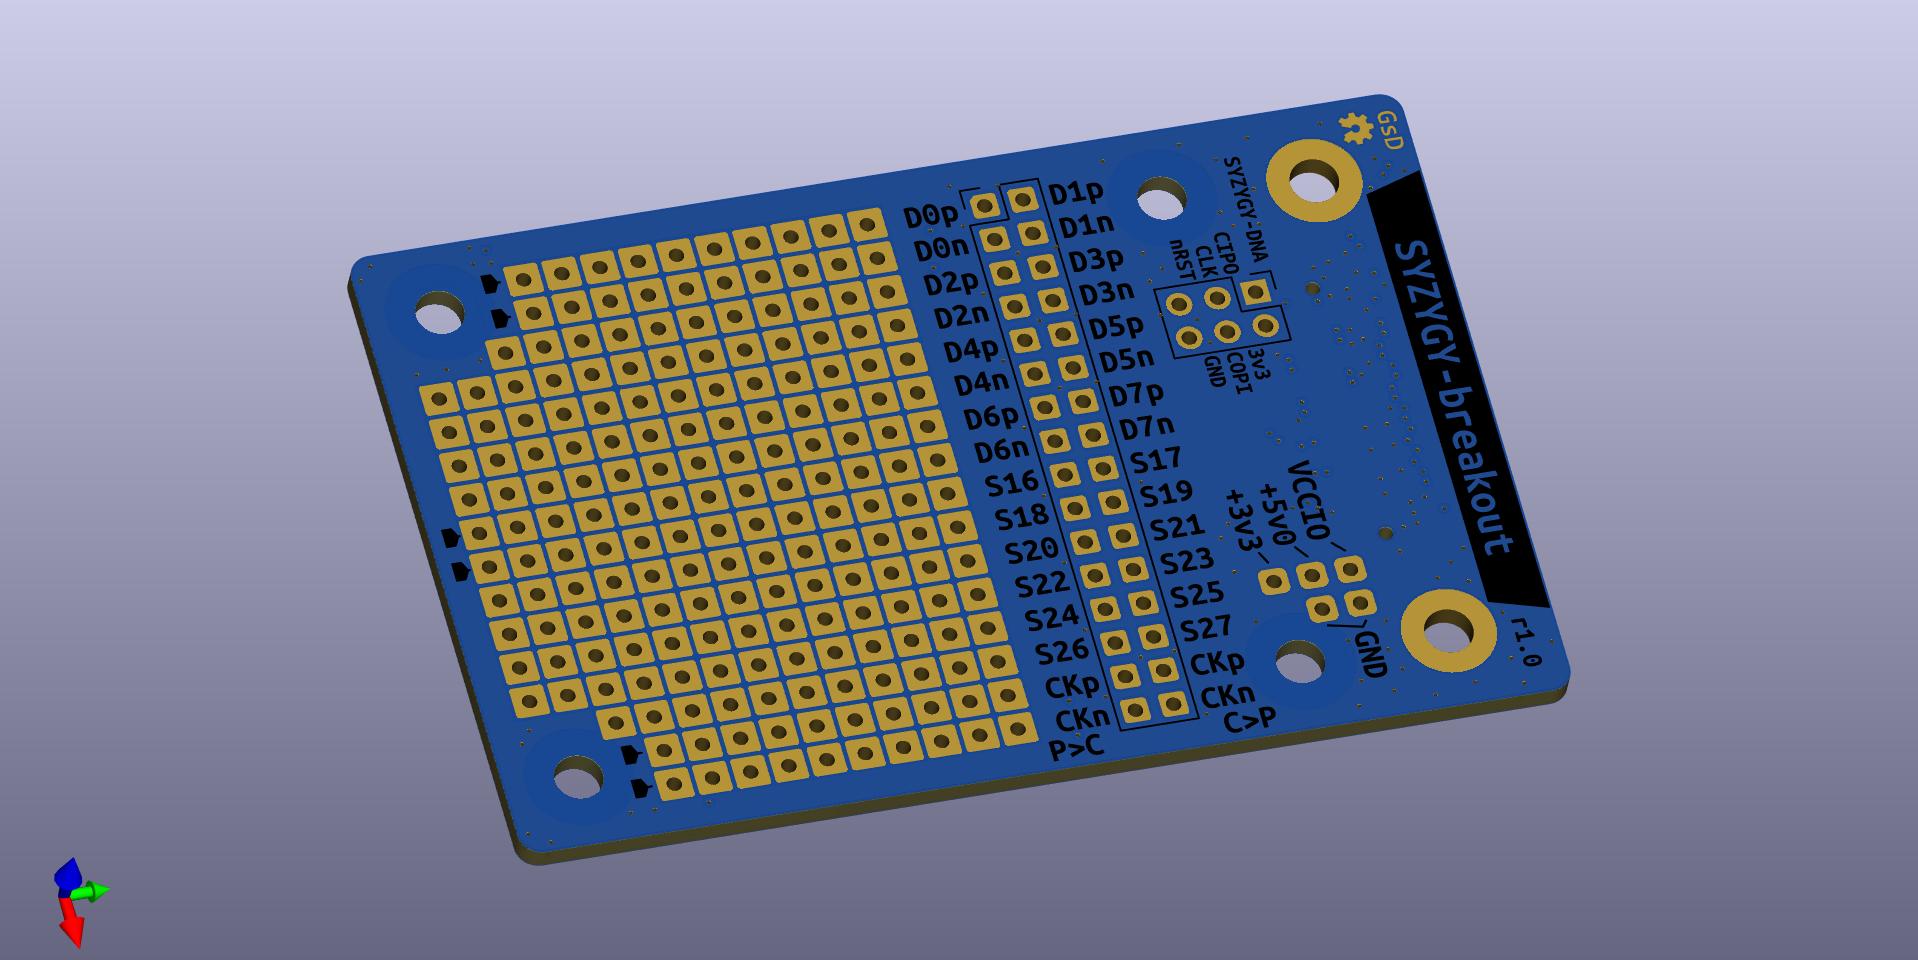 GsD
SYZYGY-breakout
r1.0
SYZYGY-DNA
nRST
CLK
CIPO
GND
COPI
3v3
D0p
D1p
D0n
D1n
D2p
D3p
D2n
D3n
D4p
D5p
D4n
D5n
D6p
D7p
D6n
D7n
S16
S17
S18
S19
S20
S21
S22
S23
S24
S25
S26
S27
CKp
CKp
CKn
CKn
P>C
C>P
+3v3
+5v0
VCCIO
GND